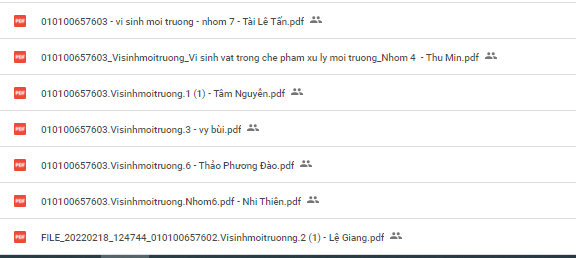 PDF 010100657603 - vi sinh moi truong - nhom 7 - Tài Lê Tấn.pdf
PDF 010100657603_Visinhmoitruong_Vi sinh vat trong che pham xu ly moi truong_Nhom 4 - Thu Min.pdf
PDF 010100657603.Visinhmoitruong.1 (1) - Tâm Nguyễn.pdf
PDF 010100657603.Visinhmoitruong.3 - vy bùi.pdf
PDF 010100657603.Visinhmoitruong.6 - Thảo Phương Đào.pdf
PDF 010100657603.Visinhmoitruong.Nhom6.pdf - Nhi Thiên.pdf
PDF FILE_20220218_124744_010100657602.Visinhmoitruonng.2 (1) - Lệ Giang.pdf